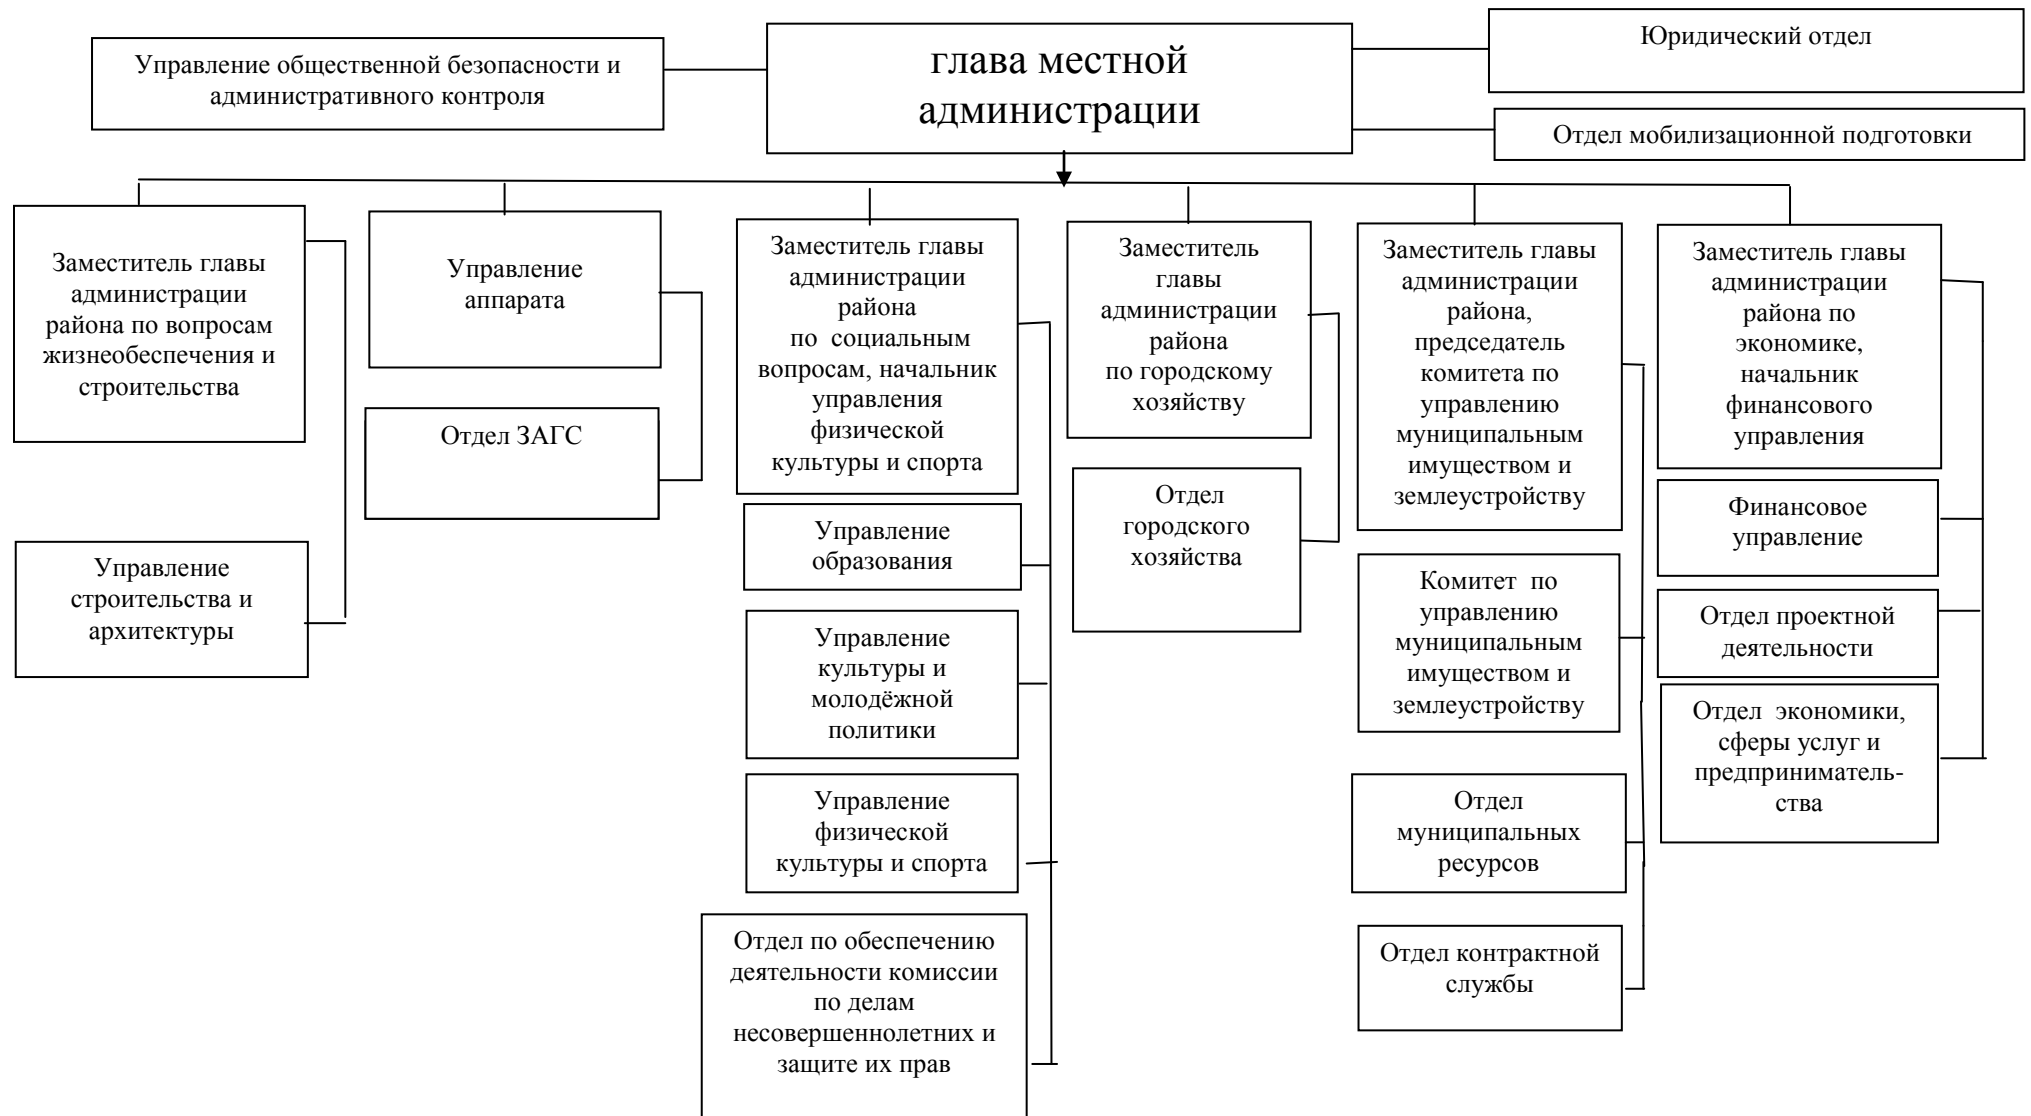 Управление общественной безопасности и
административного контроля
глава местной
администрации
Юридический отдел
Отдел мобилизационной подготовки
Заместитель главы
администрации
района по вопросам
жизнеобеспечения и
строительства
Управление
строительства и
архитектуры
Управление
аппарата
Отдел ЗАГС
Заместитель главы
администрации
района
по социальным
вопросам, начальник
управления
физической
культуры и спорта
Управление
образования
Управление
культуры и
молодёжной
политики
Управление
физической
культуры и спорта
Отдел по обеспечению
деятельности комиссии
по делам
несовершеннолетних и
защите их прав
Заместитель
главы
администрации
района
по городскому
хозяйству
Отдел
городского
хозяйства
Заместитель главы
администрации
района,
председатель
комитета по
управлению
муниципальным
имуществом и
землеустройству
Комитет по
управлению
муниципальным
имуществом и
землеустройству
Отдел
муниципальных
ресурсов
Отдел контрактной
службы
Заместитель главы
администрации
района по
экономике,
начальник
финансового
управления
Финансовое
управление
Отдел проектной
деятельности
Отдел экономики,
сферы услуг и
предприниматель-
ства